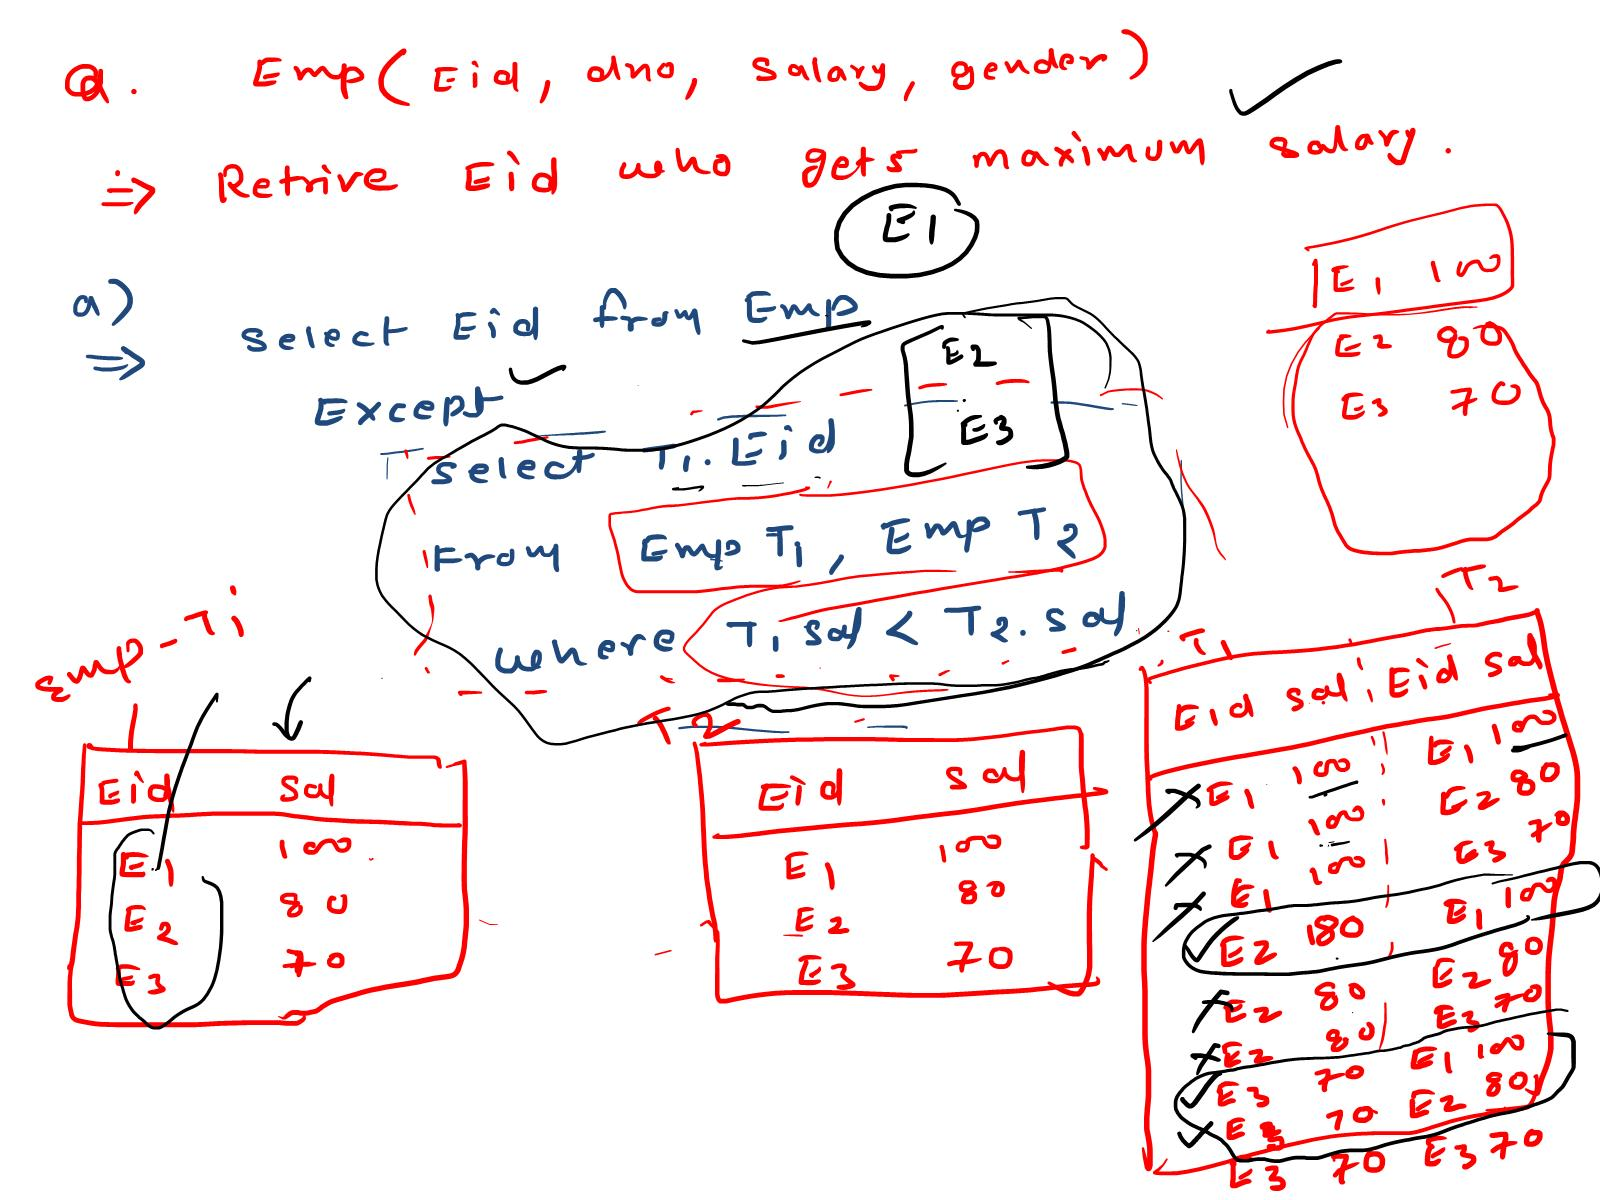 Q. Emp( Eid, dno, salary, gender)
⇒ Retrive Eid who gets maximum salary.
E1
a)
⇒ select Eid from Emp
Except
select T1.Eid
From Emp T1, Emp T2
where T1 sal < T2.sal
E2
E3
E1 100
E2 80
E3 70
Emp-T1
Eid sal
E1 100
E2 80
E3 70
T2
Eid sal
E1 100
E2 80
E3 70
T1 T2
Eid sal Eid sal
E1 100 E1 100
E1 100 E2 80
E1 100 E3 70
E2 180 E1 100
E2 80 E2 80
E2 80 E3 70
E3 70 E1 100
E3 70 E2 80
E3 70 E3 70